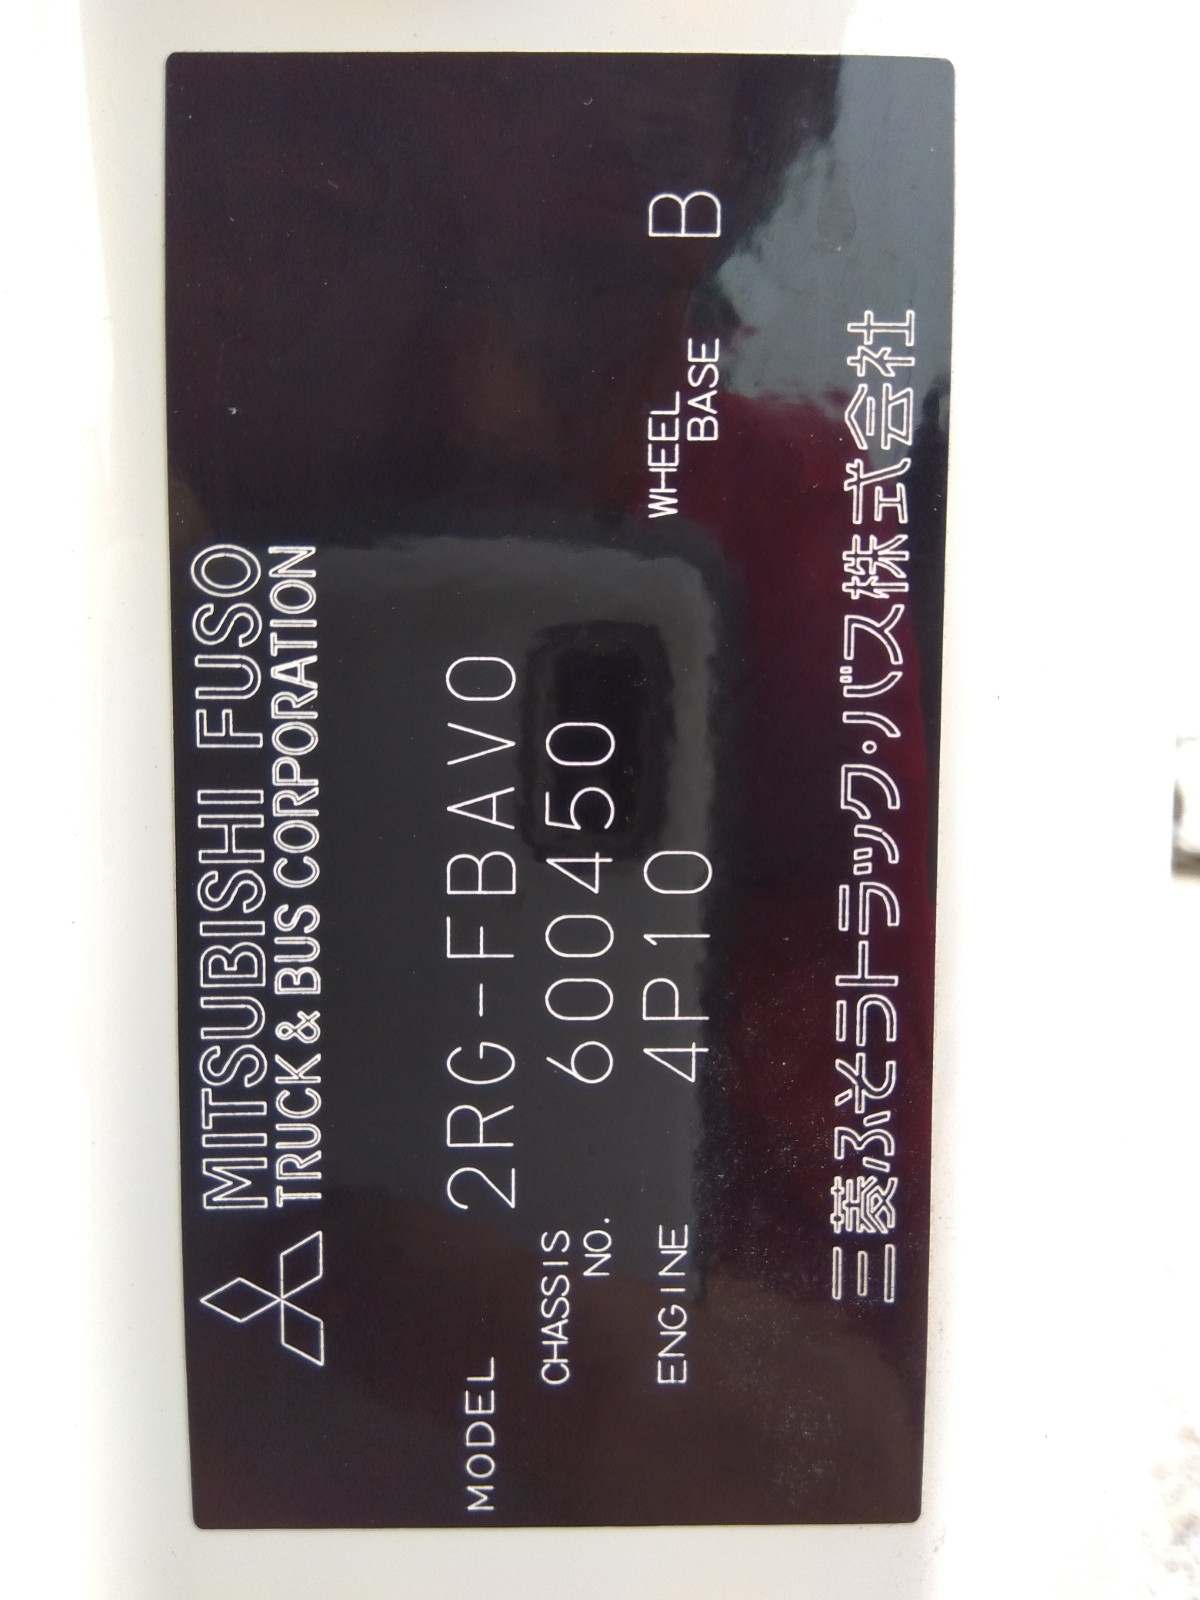 MITSUBISHI FUSO
TRUCK & BUS CORPORATION
MODEL 2RG-FBAV0
CHASSIS NO. 600450
ENGINE 4P10 WHEEL BASE B
三菱ふそうトラック・バス株式会社